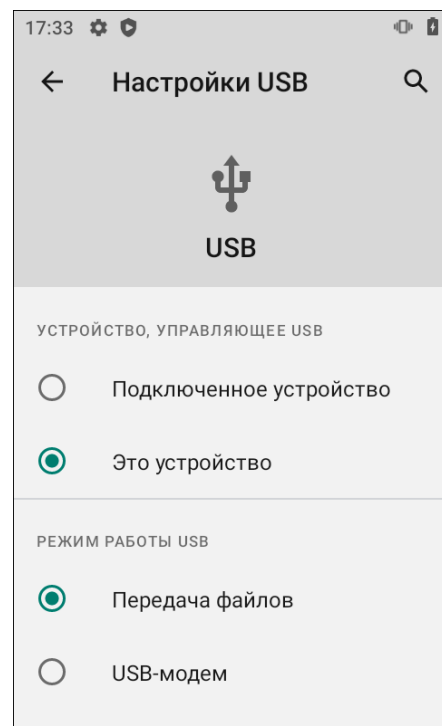 17:33
Настройки USB
USB
УСТРОЙСТВО, УПРАВЛЯЮЩЕЕ USB
Подключенное устройство
Это устройство
РЕЖИМ РАБОТЫ USB
Передача файлов
USB-модем